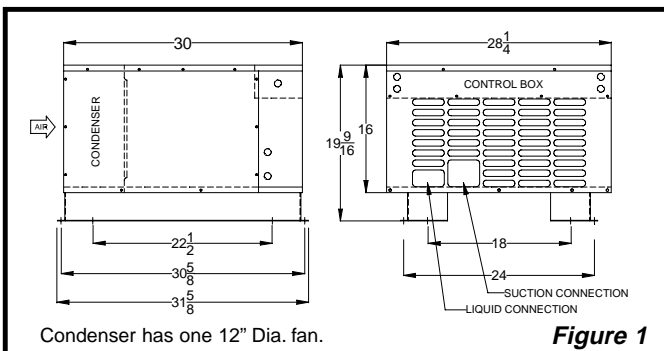 30
28 1/4
AIR
CONDENSER
CONTROL BOX
19 9/16
16
22 1/2
18
30 5/8
24
31 5/8
SUCTION CONNECTION
LIQUID CONNECTION
Condenser has one 12” Dia. fan.
Figure 1